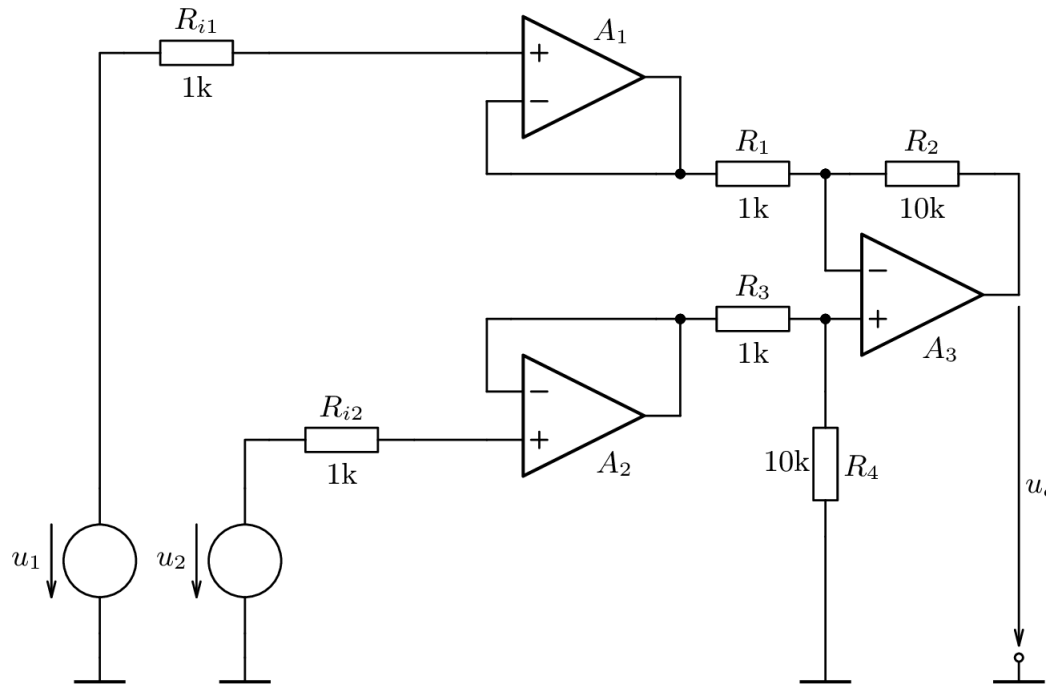 R_{i1}
1k
A_1
+
−
R_1
1k
R_2
10k
−
+
A_3
R_3
1k
−
+
A_2
R_{i2}
1k
10k
R_4
u_1
u_2
u